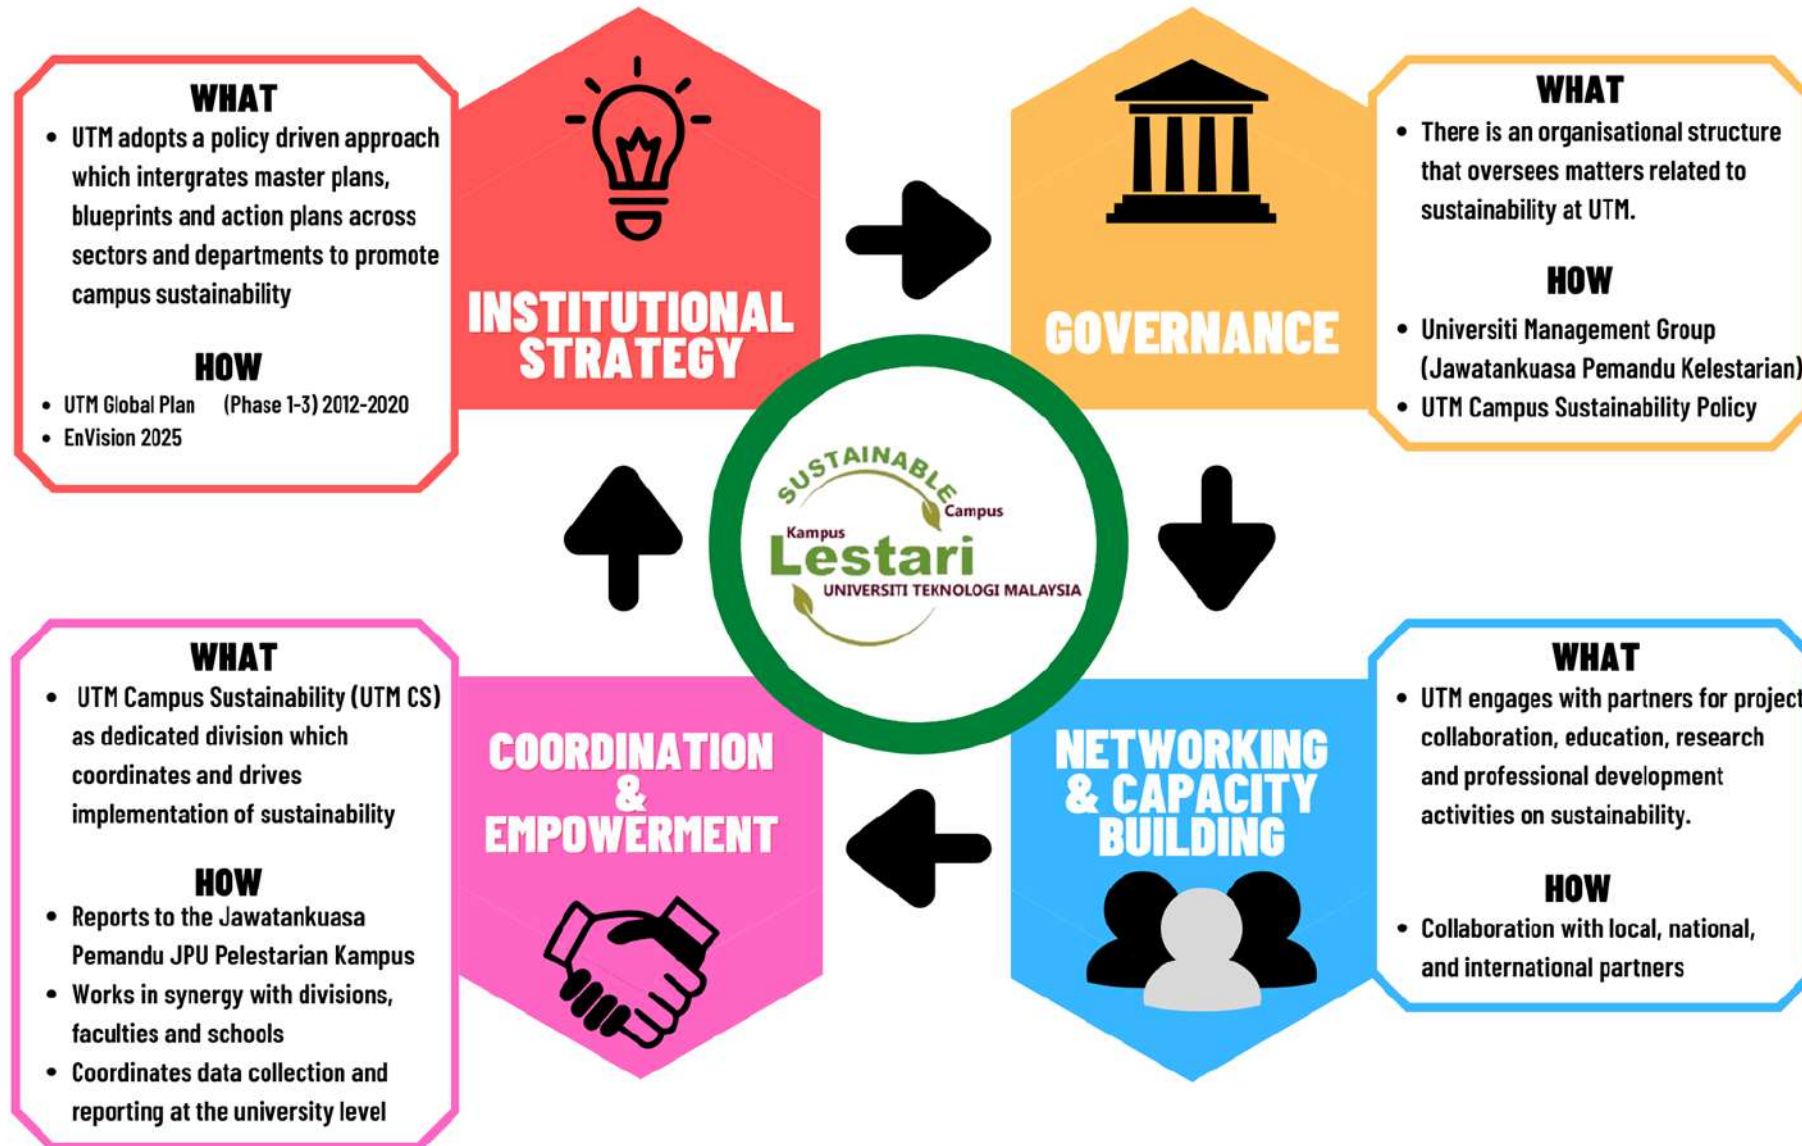 WHAT
• UTM adopts a policy driven approach
which intergrates master plans,
blueprints and action plans across
sectors and departments to promote
campus sustainability
HOW
• UTM Global Plan (Phase 1-3) 2012-2020
• EnVision 2025
INSTITUTIONAL
STRATEGY
GOVERNANCE
WHAT
• There is an organisational structure
that oversees matters related to
sustainability at UTM.
HOW
• Universiti Management Group
(Jawatankuasa Pemandu Kelestarian)
• UTM Campus Sustainability Policy
SUSTAINABLE
Campus
Kampus
Lestari
UNIVERSITI TEKNOLOGI MALAYSIA
WHAT
• UTM Campus Sustainability (UTM CS)
as dedicated division which
coordinates and drives
implementation of sustainability
HOW
• Reports to the Jawatankuasa
Pemandu JPU Pelestarian Kampus
• Works in synergy with divisions,
faculties and schools
• Coordinates data collection and
reporting at the university level
COORDINATION
&
EMPOWERMENT
NETWORKING
& CAPACITY
BUILDING
WHAT
• UTM engages with partners for project
collaboration, education, research
and professional development
activities on sustainability.
HOW
• Collaboration with local, national,
and international partners